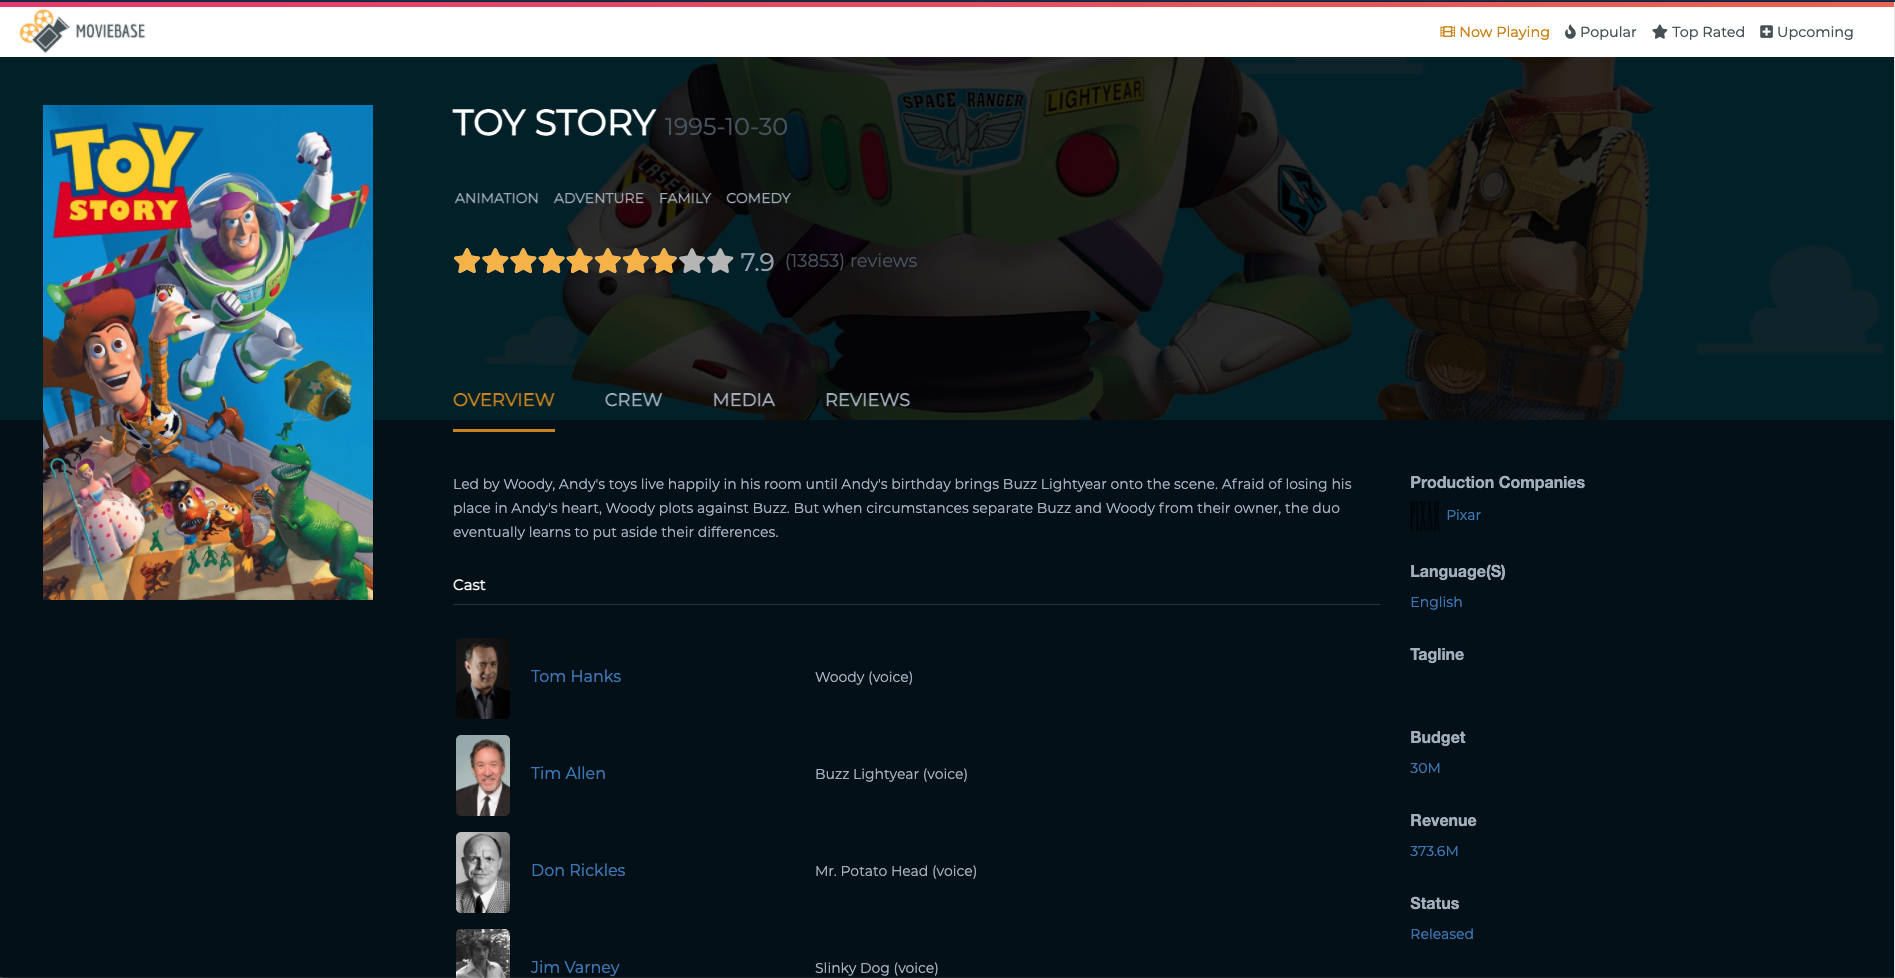 MOVIEBASE
Now Playing Popular Top Rated Upcoming
SPACE RANGER
LIGHTYEAR
LASER
TOY
STORY
TOY STORY 1995-10-30
ANIMATION ADVENTURE FAMILY COMEDY
7.9 (13853) reviews
OVERVIEW CREW MEDIA REVIEWS
Led by Woody, Andy's toys live happily in his room until Andy's birthday brings Buzz Lightyear onto the scene. Afraid of losing his
place in Andy's heart, Woody plots against Buzz. But when circumstances separate Buzz and Woody from their owner, the duo
eventually learns to put aside their differences.
Cast
Tom Hanks Woody (voice)
Tim Allen Buzz Lightyear (voice)
Don Rickles Mr. Potato Head (voice)
Jim Varney Slinky Dog (voice)
Production Companies
PIXAR Pixar
Language(S)
English
Tagline
Budget
30M
Revenue
373.6M
Status
Released